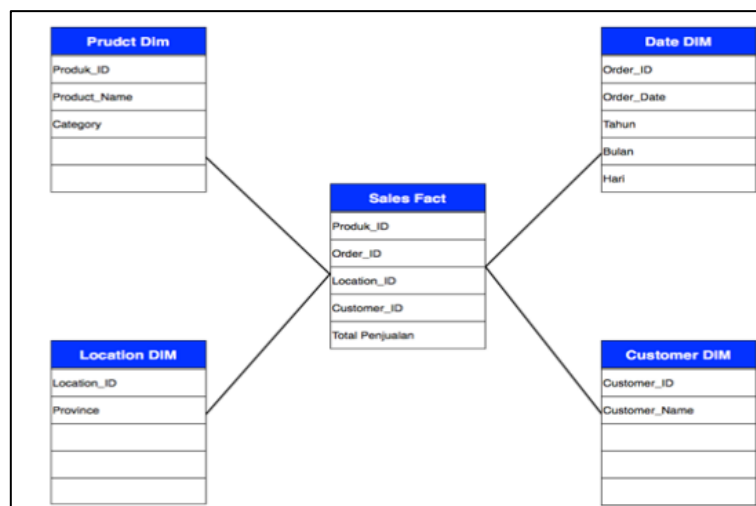 Prudct DIm
Produk_ID
Product_Name
Category
Date DIM
Order_ID
Order_Date
Tahun
Bulan
Hari
Sales Fact
Produk_ID
Order_ID
Location_ID
Customer_ID
Total Penjualan
Location DIM
Location_ID
Province
Customer DIM
Customer_ID
Customer_Name